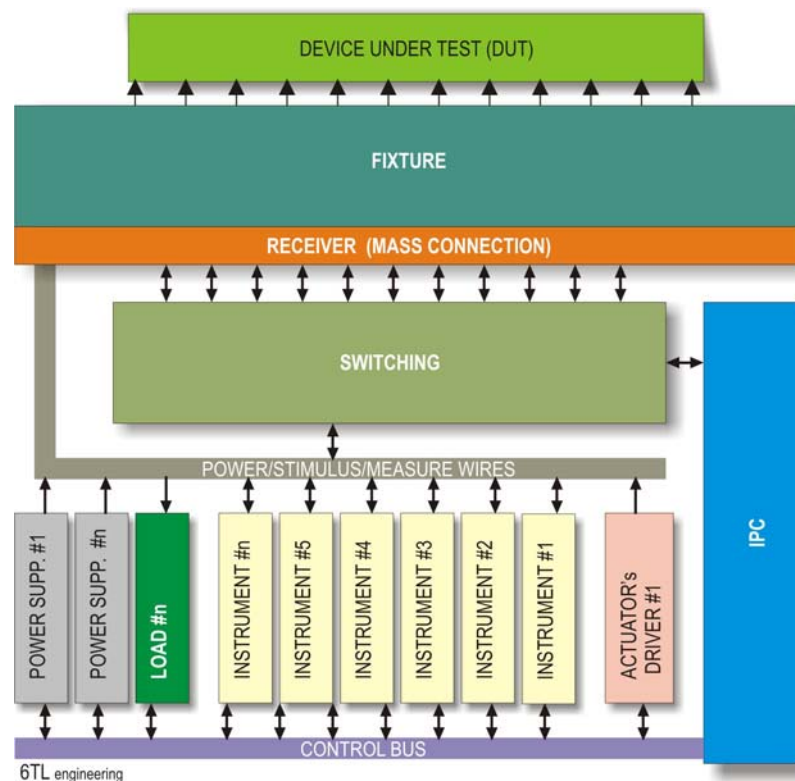 DEVICE UNDER TEST (DUT)
FIXTURE
RECEIVER (MASS CONNECTION)
SWITCHING
POWER/STIMULUS/MEASURE WIRES
POWER SUPP. #1
POWER SUPP. #n
LOAD #n
INSTRUMENT #n
INSTRUMENT #5
INSTRUMENT #4
INSTRUMENT #3
INSTRUMENT #2
INSTRUMENT #1
ACTUATOR's
DRIVER #1
IPC
CONTROL BUS
6TL engineering